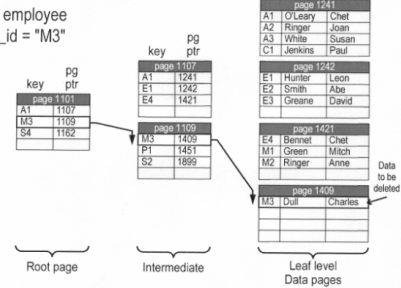 employee
_id = "M3"
key pg ptr
page 1101
A1 1107
M3 1109
S4 1162
Root page
key pg ptr
page 1107
A1 1241
E1 1242
E4 1421
page 1109
M3 1409
P1 1451
S2 1899
Intermediate
page 1241
A1 O'Leary Chet
A2 Ringer Joan
A3 White Susan
C1 Jenkins Paul
page 1242
E1 Hunter Leon
E2 Smith Abe
E3 Greane David
page 1421
E4 Bennet Chet
M1 Green Mitch
M2 Ringer Anne
page 1409
M3 Dull Charles
Data
to be
deleted
Leaf level
Data pages